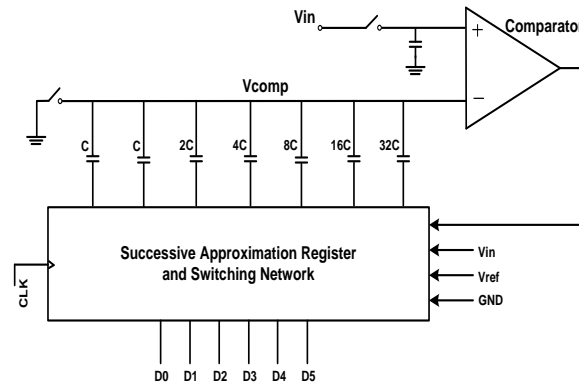 Vin
Comparator
+
Vcomp
−
C
C
2C
4C
8C
16C
32C
Successive Approximation Register
and Switching Network
Vin
Vref
GND
CLK
D0 D1 D2 D3 D4 D5